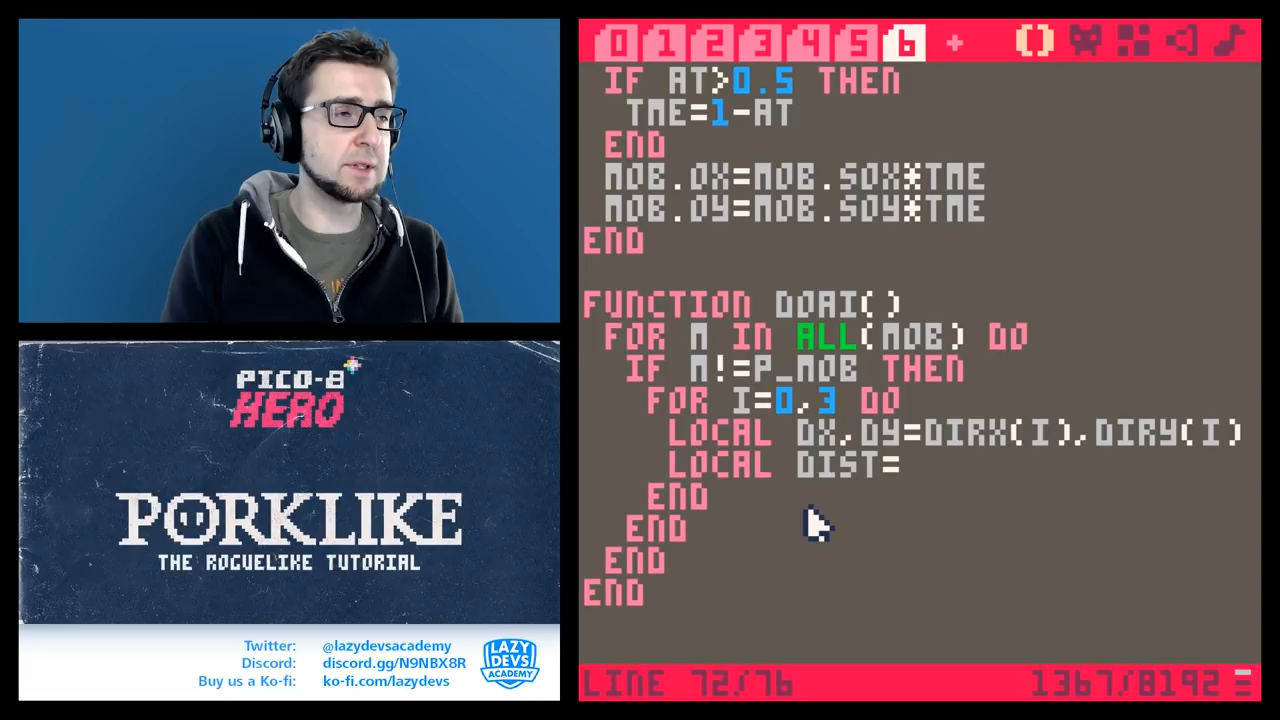 0 1 2 3 4 5 6 +
IF AT>0.5 THEN
TME=1-AT
END
MOB.OX=MOB.SOX*TME
MOB.OY=MOB.SOY*TME
END
FUNCTION DOAI()
FOR M IN ALL(MOB) DO
IF M!=P_MOB THEN
FOR I=0,3 DO
LOCAL DX,DY=DIRX(I),DIRY(I)
LOCAL DIST=
END
END
END
END
LINE 72/76 1367/8192
PICO-8
HERO
PORKLIKE
THE ROGUELIKE TUTORIAL
Twitter: @lazydevsacademy
Discord: discord.gg/N9NBX8R
Buy us a Ko-fi: ko-fi.com/lazydevs
LAZY
DEVS
ACADEMY